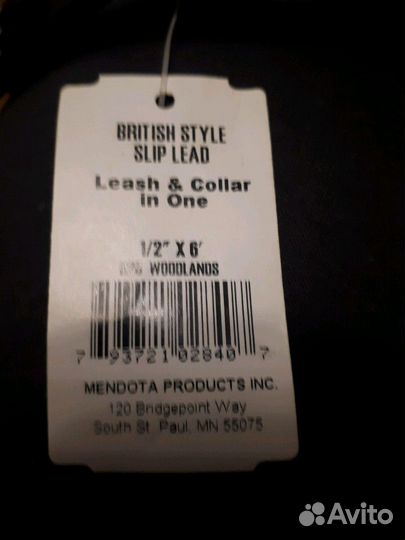 BRITISH STYLE
SLIP LEAD
Leash & Collar
in One
1/2" X 6'
WOODLANDS
7 93721 02840 7
MENDOTA PRODUCTS INC.
120 Bridgepoint Way
South St. Paul, MN 55075
Avito